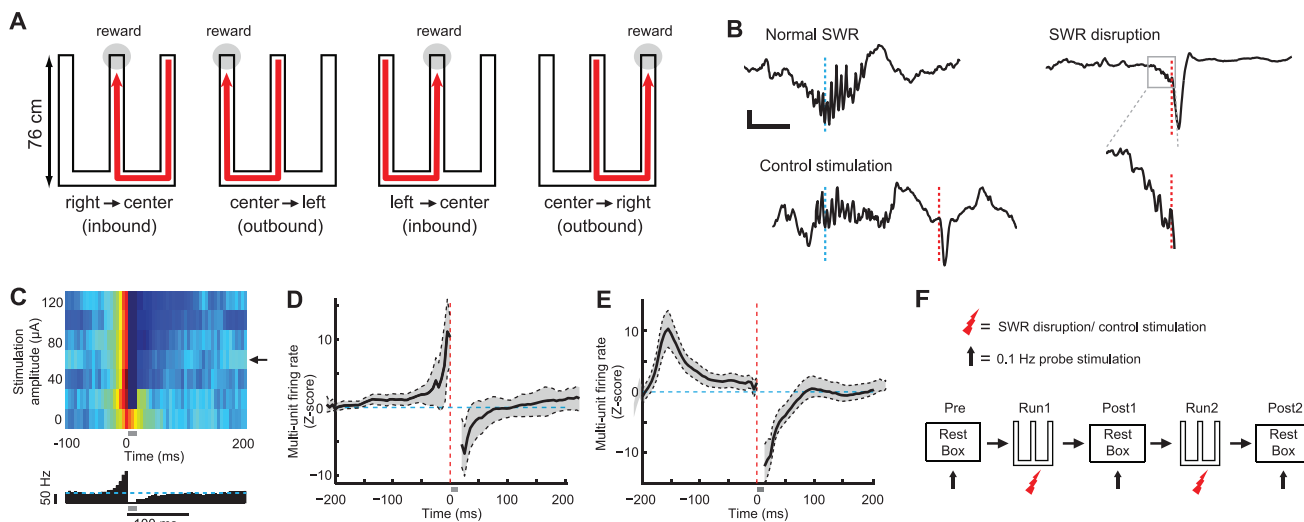 A
reward
reward
reward
reward
76 cm
right → center
(inbound)
center → left
(outbound)
left → center
(inbound)
center → right
(outbound)
B
Normal SWR
SWR disruption
Control stimulation
C
Stimulation
amplitude (µA)
120
80
40
0
-100
0
200
Time (ms)
50 Hz
100 ms
D
Multi-unit firing rate
(Z-score)
10
0
−10
−200
−100
0
100
200
Time (ms)
E
Multi-unit firing rate
(Z-score)
10
0
−10
−200
−100
0
100
200
Time (ms)
F
= SWR disruption/ control stimulation
= 0.1 Hz probe stimulation
Pre
Run1
Post1
Run2
Post2
Rest
Box
Rest
Box
Rest
Box